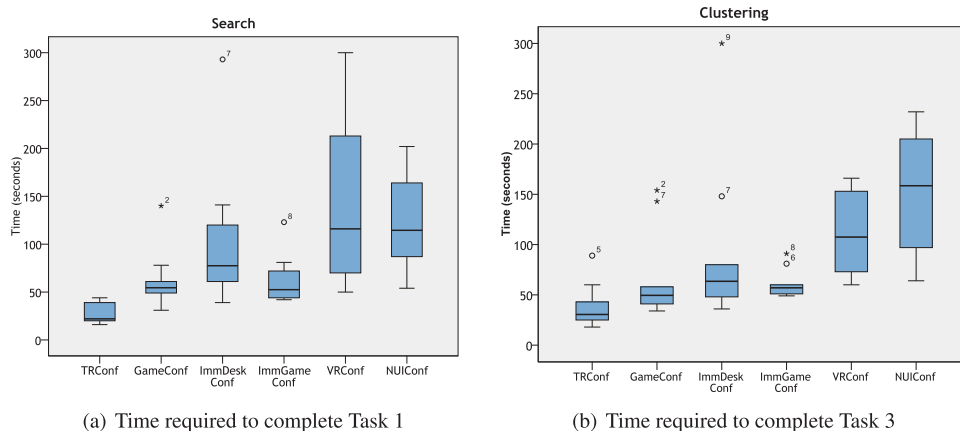 Search
Time (seconds)
300
250
200
150
100
50
0
7
2
8
TRConf
GameConf
ImmDesk
Conf
ImmGame
Conf
VRConf
NUIConf
(a) Time required to complete Task 1
Clustering
Time (seconds)
300
250
200
150
100
50
0
9
2
7
7
5
8
6
TRConf
GameConf
ImmDesk
Conf
ImmGame
Conf
VRConf
NUIConf
(b) Time required to complete Task 3